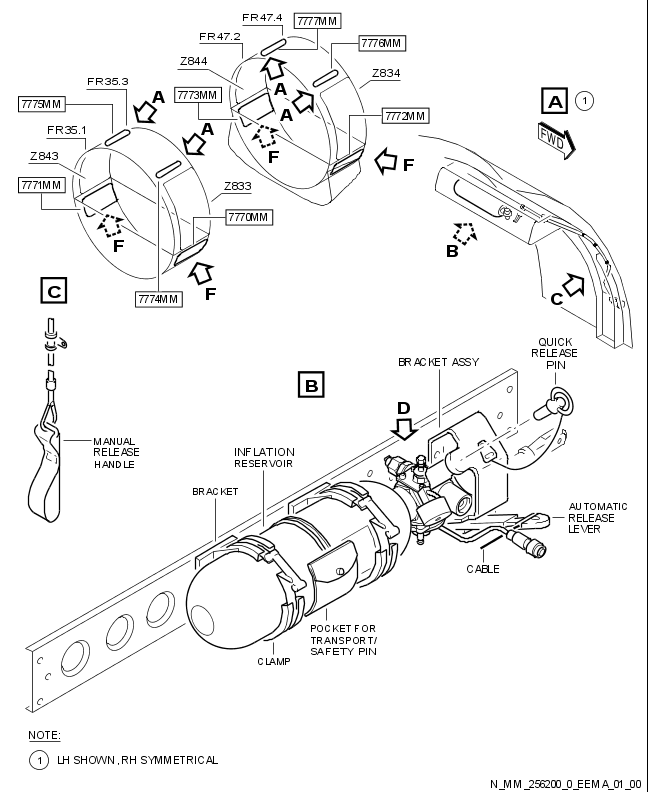 FR47.4
7777MM
FR47.2
7776MM
Z844
Z834
FR35.3
A
7773MM
A
A
7775MM
A
7772MM
FR35.1
F
F
Z843
7771MM
Z833
7770MM
F
F
7774MM
A
1
FWD
B
C
C
MANUAL
RELEASE
HANDLE
B
BRACKET ASSY
QUICK
RELEASE
PIN
D
INFLATION
RESERVOIR
BRACKET
AUTOMATIC
RELEASE
LEVER
CABLE
POCKET FOR
TRANSPORT/
SAFETY PIN
CLAMP
NOTE:
1 LH SHOWN, RH SYMMETRICAL
N_MM_256200_0_EEMA_01_00